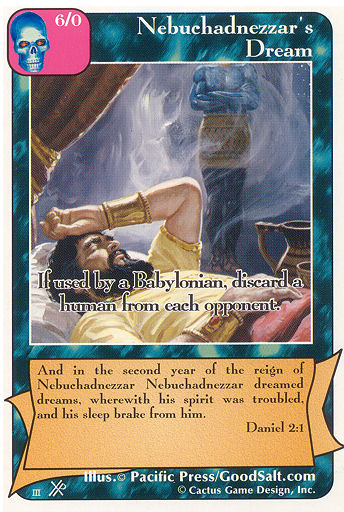 6/0
Nebuchadnezzar's
Dream
If used by a Babylonian, discard a
human from each opponent.
And in the second year of the reign of
Nebuchadnezzar Nebuchadnezzar dreamed
dreams, wherewith his spirit was troubled,
and his sleep brake from him.
Daniel 2:1
Illus.© Pacific Press/GoodSalt.com
III
© Cactus Game Design, Inc.